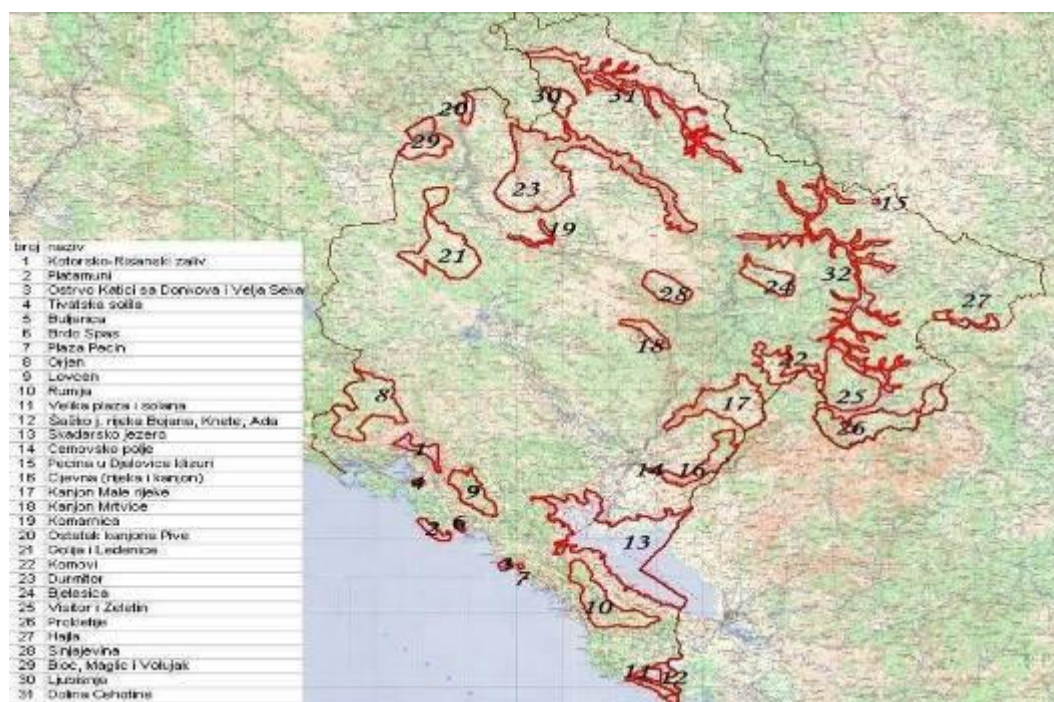 broj naziv
1 Kotorsko-Risanski zaliv
2 Platamuni
3 Ostrvo Katici sa Donkova i Velja Seka
4 Tivatska solila
5 Buljarica
6 Brdo Spas
7 Plaza Pecin
8 Orjen
9 Lovcen
10 Rumija
11 Velika plaza i solana
12 Šasko j. rijeka Bojana, Knete, Ada
13 Skadarsko jezero
14 Cemovsko polje
15 Pecina u Djalovica klisuri
16 Cijevna (rijeka i kanjon)
17 Kanjon Male rijeke
18 Kanjon Mrtvice
19 Komarnica
20 Ostatak kanjona Pive
21 Golija i Ledenice
22 Komovi
23 Durmitor
24 Bjelasica
25 Visitor i Zeletin
26 Prokletije
27 Hajla
28 Sinjajevina
29 Bioc, Maglic i Volujak
30 Ljubisnja
31 Dolina Cehotine
20
30
31
29
23
19
15
21
28
24
32
27
18
22
8
17
25
26
1
14
16
4
9
2
6
13
7
10
11
12